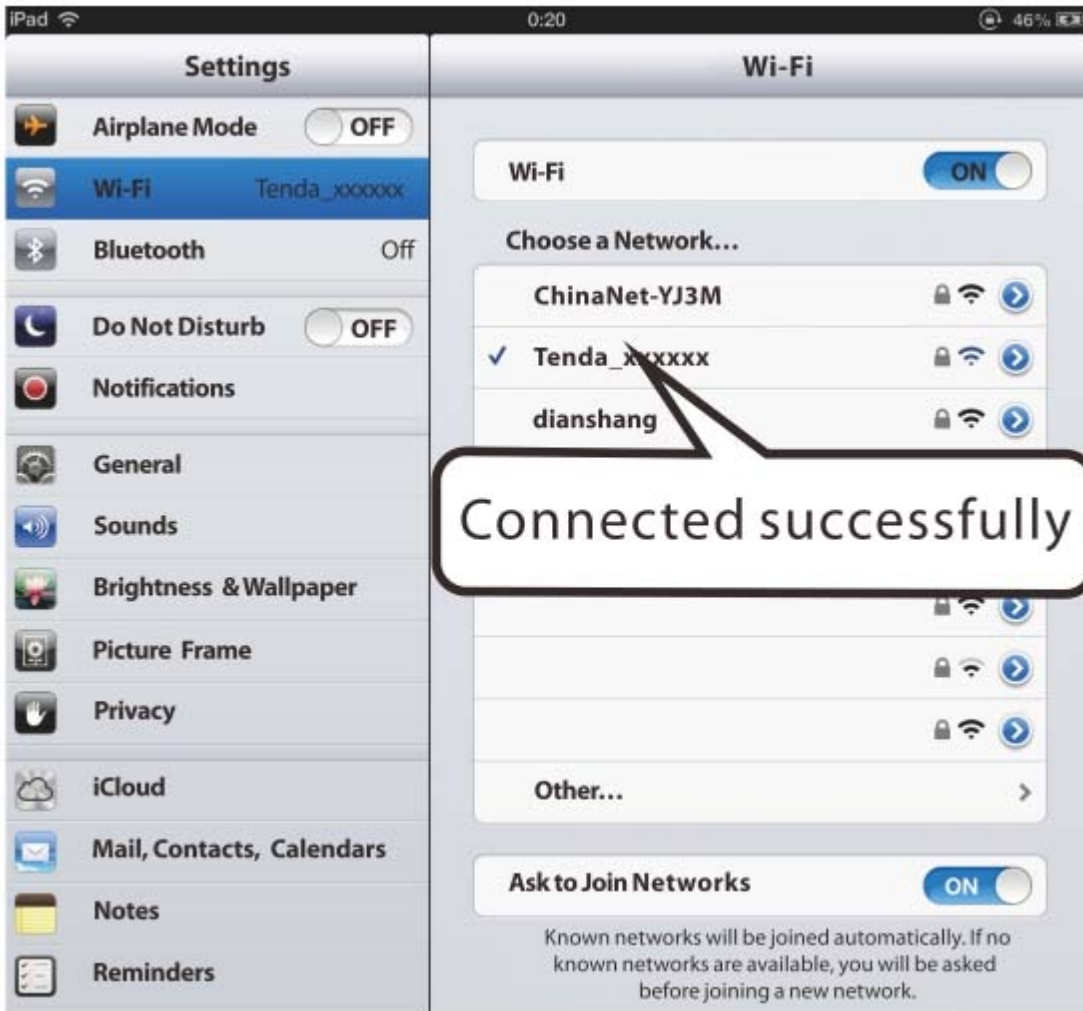 iPad 0:20 46%
Settings
Airplane Mode OFF
Wi-Fi Tenda_xxxxxx
Bluetooth Off
Do Not Disturb OFF
Notifications
General
Sounds
Brightness & Wallpaper
Picture Frame
Privacy
iCloud
Mail, Contacts, Calendars
Notes
Reminders
Wi-Fi
Wi-Fi ON
Choose a Network...
ChinaNet-YJ3M
Tenda_xxxxxx
dianshang
Connected successfully
Other...
Ask to Join Networks ON
Known networks will be joined automatically. If no
known networks are available, you will be asked
before joining a new network.